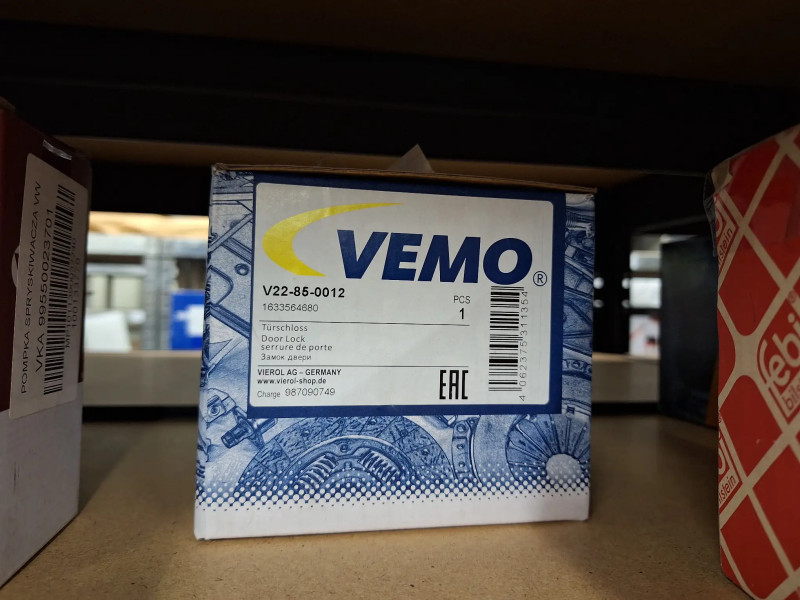 POMPKA SPRYSKIWACZA VW
VKA 99550023701
VEMO®
V22-85-0012
1633564680
PCS
1
Türschloss
Door Lock
serrure de porte
Замок двери
VIEROL AG – GERMANY
www.vierol-shop.de
Charge 987090749
EAC
4 062375 311354
febi
bilstein